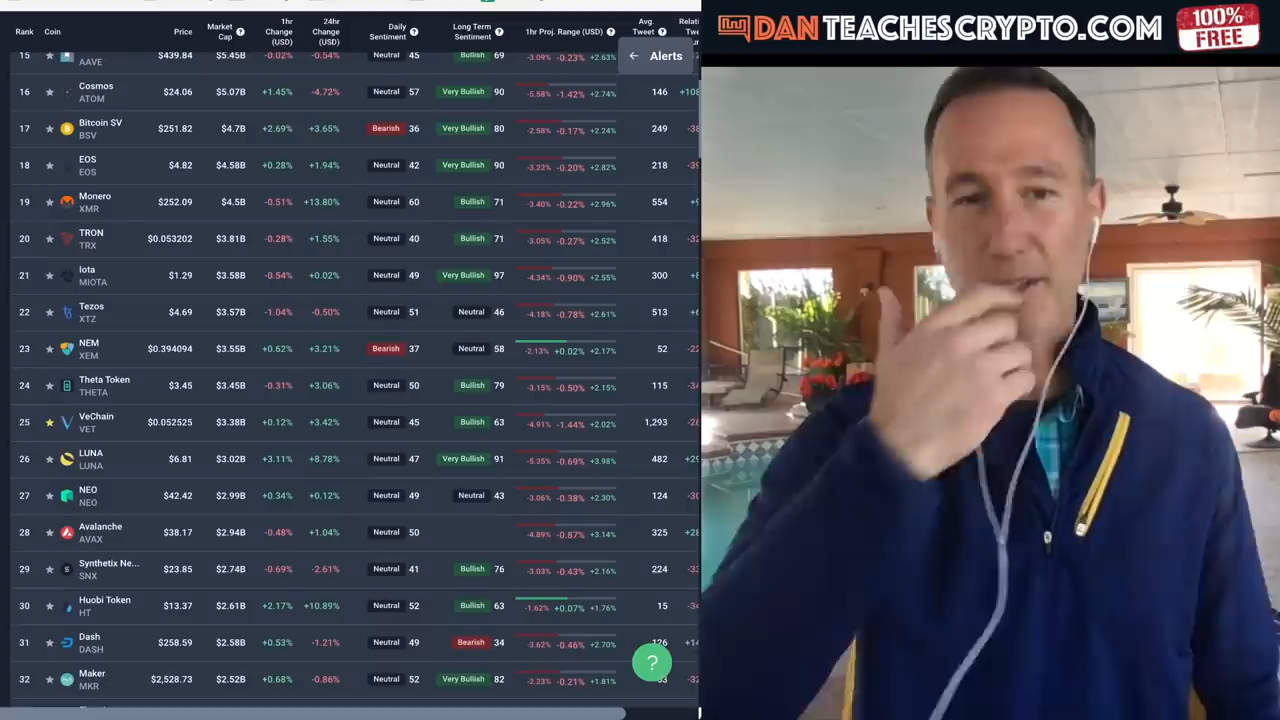 DAN TEACHESCRYPTO.COM
100%
FREE
Rank Coin Price Market Cap ? 1hr Change (USD) 24hr Change (USD) Daily Sentiment ? Long Term Sentiment ? 1hr Proj. Range (USD) ? Avg. Tweet ?
← Alerts
15 AAVE $439.84 $5.45B -0.02% -0.54% Neutral 45 Bullish 69 -3.09% -0.23% +2.63%
16 Cosmos ATOM $24.06 $5.07B +1.45% -4.72% Neutral 57 Very Bullish 90 -5.58% -1.42% +2.74% 146
17 Bitcoin SV BSV $251.82 $4.7B +2.69% +3.65% Bearish 36 Very Bullish 80 -2.58% -0.17% +2.24% 249
18 EOS EOS $4.82 $4.58B +0.28% +1.94% Neutral 42 Very Bullish 90 -3.22% -0.20% +2.82% 218
19 Monero XMR $252.09 $4.5B -0.51% +13.80% Neutral 60 Bullish 71 -3.40% -0.22% +2.96% 554
20 TRON TRX $0.053202 $3.81B -0.28% +1.55% Neutral 40 Bullish 71 -3.05% -0.27% +2.52% 418
21 Iota MIOTA $1.29 $3.58B -0.54% +0.02% Neutral 49 Very Bullish 97 -4.34% -0.90% +2.55% 300
22 Tezos XTZ $4.69 $3.57B -1.04% -0.50% Neutral 51 Neutral 46 -4.18% -0.78% +2.61% 513
23 NEM XEM $0.394094 $3.55B +0.62% +3.21% Bearish 37 Neutral 58 -2.13% +0.02% +2.17% 52
24 Theta Token THETA $3.45 $3.45B -0.31% +3.06% Neutral 50 Bullish 79 -3.15% -0.50% +2.15% 115
25 VeChain VET $0.052525 $3.38B +0.12% +3.42% Neutral 45 Bullish 63 -4.91% -1.44% +2.02% 1,293
26 LUNA LUNA $6.81 $3.02B +3.11% +8.78% Neutral 47 Very Bullish 91 -5.35% -0.69% +3.98% 482
27 NEO NEO $42.42 $2.99B +0.34% +0.12% Neutral 49 Neutral 43 -3.06% -0.38% +2.30% 124
28 Avalanche AVAX $38.17 $2.94B -0.48% +1.04% Neutral 50 -4.89% -0.87% +3.14% 325
29 Synthetix Ne... SNX $23.85 $2.74B -0.69% -2.61% Neutral 41 Bullish 76 -3.03% -0.43% +2.16% 224
30 Huobi Token HT $13.37 $2.61B +2.17% +10.89% Neutral 52 Bullish 63 -1.62% +0.07% +1.76% 15
31 Dash DASH $258.59 $2.58B +0.53% -1.21% Neutral 49 Bearish 34 -3.62% -0.46% +2.70% 126
32 Maker MKR $2,528.73 $2.52B +0.68% -0.86% Neutral 52 Very Bullish 82 -2.23% -0.21% +1.81%
?